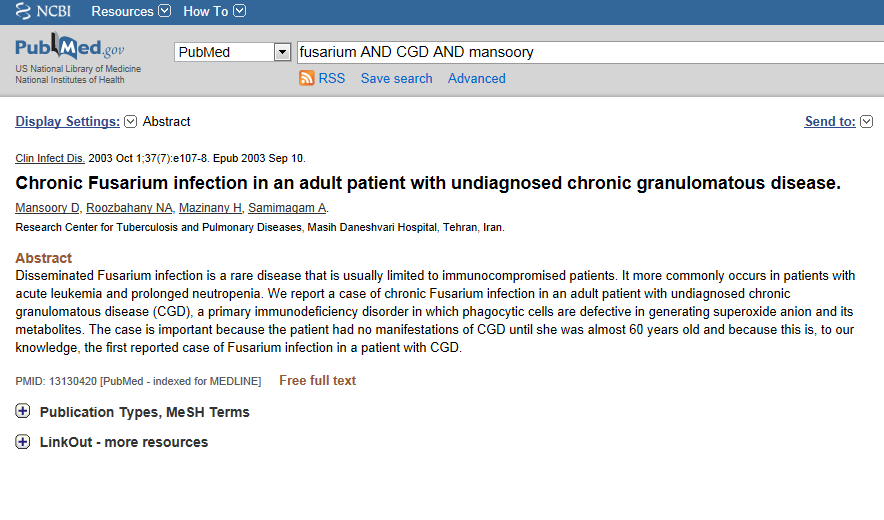 NCBI Resources How To
PubMed.gov
US National Library of Medicine
National Institutes of Health
PubMed
fusarium AND CGD AND mansoory
RSS Save search Advanced
Display Settings: Abstract
Send to:
Clin Infect Dis. 2003 Oct 1;37(7):e107-8. Epub 2003 Sep 10.
Chronic Fusarium infection in an adult patient with undiagnosed chronic granulomatous disease.
Mansoory D, Roozbahany NA, Mazinany H, Samimagam A.
Research Center for Tuberculosis and Pulmonary Diseases, Masih Daneshvari Hospital, Tehran, Iran.
Abstract
Disseminated Fusarium infection is a rare disease that is usually limited to immunocompromised patients. It more commonly occurs in patients with
acute leukemia and prolonged neutropenia. We report a case of chronic Fusarium infection in an adult patient with undiagnosed chronic
granulomatous disease (CGD), a primary immunodeficiency disorder in which phagocytic cells are defective in generating superoxide anion and its
metabolites. The case is important because the patient had no manifestations of CGD until she was almost 60 years old and because this is, to our
knowledge, the first reported case of Fusarium infection in a patient with CGD.
PMID: 13130420 [PubMed - indexed for MEDLINE] Free full text
Publication Types, MeSH Terms
LinkOut - more resources